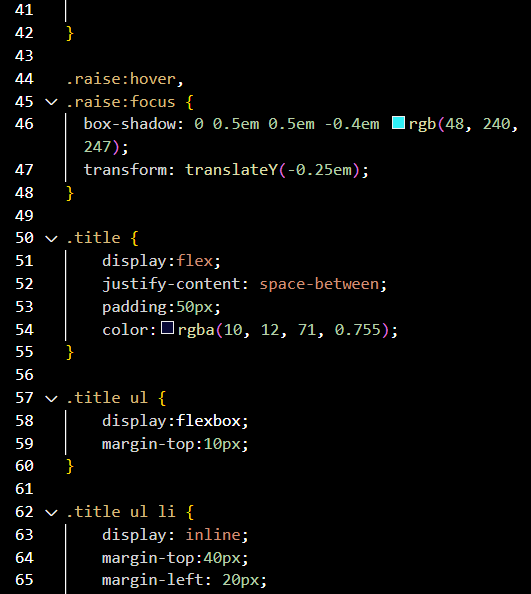 41
42 }
43
44 .raise:hover,
45 .raise:focus {
46 box-shadow: 0 0.5em 0.5em -0.4em rgb(48, 240,
247);
47 transform: translateY(-0.25em);
48 }
49
50 .title {
51 display:flex;
52 justify-content: space-between;
53 padding:50px;
54 color: rgba(10, 12, 71, 0.755);
55 }
56
57 .title ul {
58 display:flexbox;
59 margin-top:10px;
60 }
61
62 .title ul li {
63 display: inline;
64 margin-top:40px;
65 margin-left: 20px;